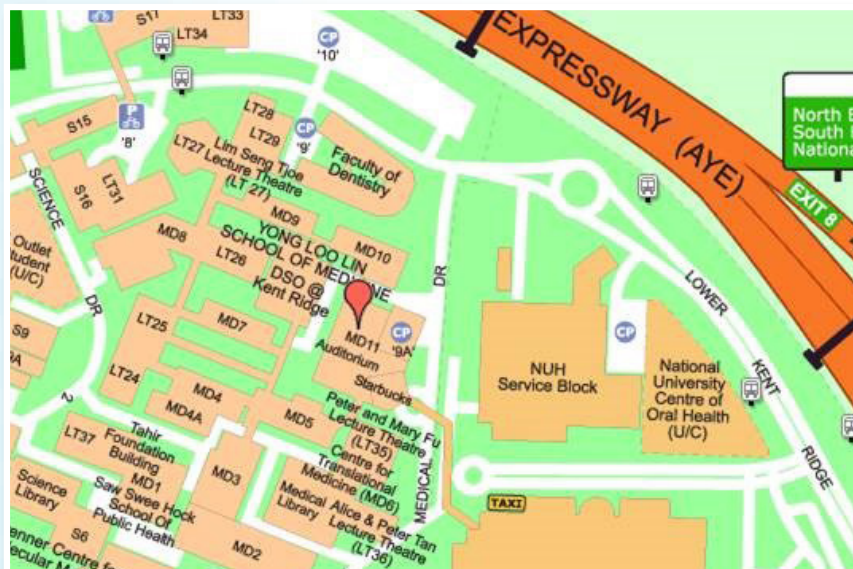 S17
LT33
LT34
CP
'10'
EXPRESSWAY (AYE)
North
South
National
EXIT 8
P
'8'
S15
LT28
LT29
CP
'9'
LT27
Lim Seng Tjoe
Lecture Theatre
(LT 27)
Faculty of
Dentistry
SCIENCE
S16
LT31
MD9
YONG LOO LIN
SCHOOL OF MEDICINE
MD10
MD8
LT26
DSO @
Kent Ridge
Outlet
(U/C)
DR
DR
LOWER
S9
LT25
MD7
MD11
Auditorium
CP
'9A'
Starbucks
NUH
Service Block
CP
National
University
Centre of
Oral Health
(U/C)
KENT
LT24
MD4
MD4A
2
MD5
Peter and Mary Fu
Lecture Theatre
(LT35)
Centre for
Translational
Medicine (MD6)
LT37
Tahir
Foundation
Building
MD1
Saw Swee Hock
School Of
Public Health
MD3
Science
Library
Medical
Library
Alice & Peter Tan
Lecture Theatre
(LT36)
MEDICAL
RIDGE
TAXI
S6
MD2
Centre for